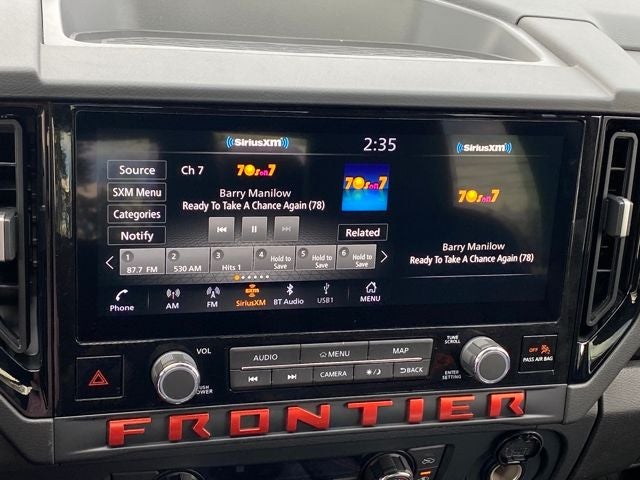 SiriusXM
2:35
SiriusXM
Source
Ch 7
70s on 7
70s on 7
70s on 7
SXM Menu
Barry Manilow
Categories
Ready To Take A Chance Again (78)
Notify
Related
Barry Manilow
Ready To Take A Chance Again (78)
1
87.7 FM
2
530 AM
3
Hits 1
4
Hold to
Save
5
Hold to
Save
6
Hold to
Save
Phone
AM
FM
SXM
SiriusXM
BT Audio
USB1
MENU
VOL
PUSH
POWER
AUDIO
MENU
MAP
CAMERA
BACK
TUNE
SCROLL
ENTER
SETTING
OFF
PASS AIR BAG
FRONTIER